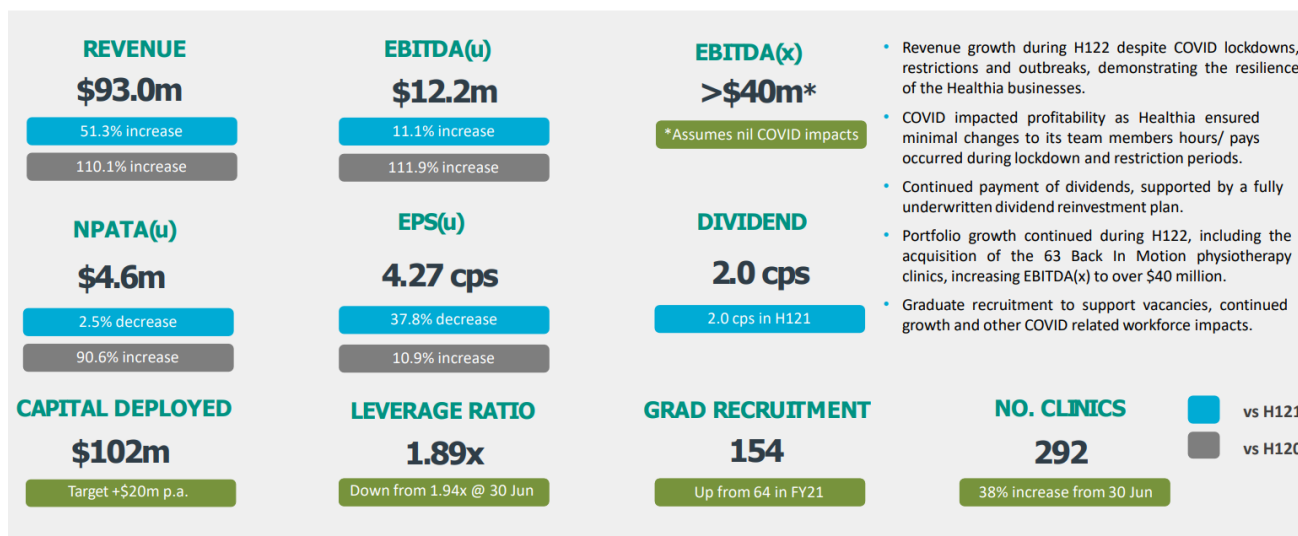 REVENUE
$93.0m
51.3% increase
110.1% increase
EBITDA(u)
$12.2m
11.1% increase
111.9% increase
EBITDA(x)
>$40m*
*Assumes nil COVID impacts
NPATA(u)
$4.6m
2.5% decrease
90.6% increase
EPS(u)
4.27 cps
37.8% decrease
10.9% increase
DIVIDEND
2.0 cps
2.0 cps in H121
• Revenue growth during H122 despite COVID lockdowns,
restrictions and outbreaks, demonstrating the resilience
of the Healthia businesses.
• COVID impacted profitability as Healthia ensured
minimal changes to its team members hours/ pays
occurred during lockdown and restriction periods.
• Continued payment of dividends, supported by a fully
underwritten dividend reinvestment plan.
• Portfolio growth continued during H122, including the
acquisition of the 63 Back In Motion physiotherapy
clinics, increasing EBITDA(x) to over $40 million.
• Graduate recruitment to support vacancies, continued
growth and other COVID related workforce impacts.
CAPITAL DEPLOYED
$102m
Target +$20m p.a.
LEVERAGE RATIO
1.89x
Down from 1.94x @ 30 Jun
GRAD RECRUITMENT
154
Up from 64 in FY21
NO. CLINICS
292
38% increase from 30 Jun
vs H121
vs H120